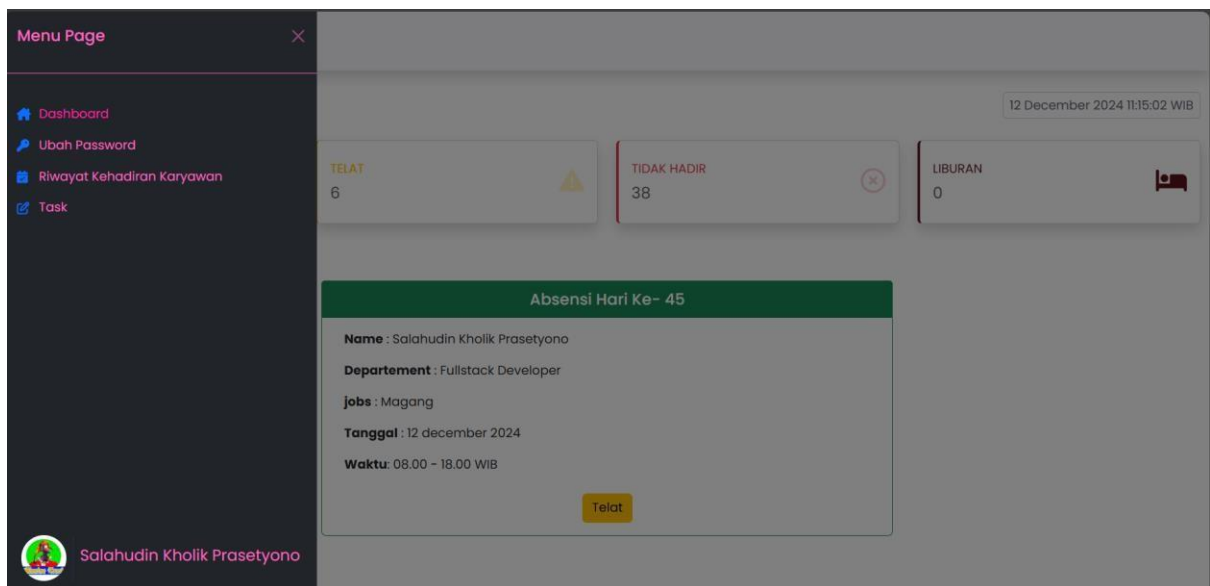 Menu Page
Dashboard
Ubah Password
Riwayat Kehadiran Karyawan
Task
Salahudin Kholik Prasetyono
12 December 2024 11:15:02 WIB
TELAT
6
TIDAK HADIR
38
LIBURAN
0
Absensi Hari Ke- 45
Name : Salahudin Kholik Prasetyono
Departement : Fullstack Developer
jobs : Magang
Tanggal : 12 december 2024
Waktu: 08.00 - 18.00 WIB
Telat